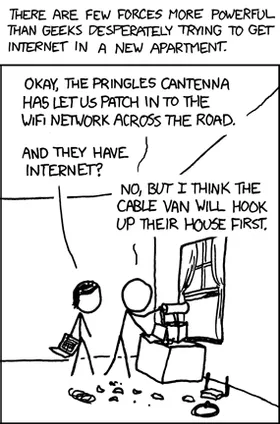 THERE ARE FEW FORCES MORE POWERFUL
THAN GEEKS DESPERATELY TRYING TO GET
INTERNET IN A NEW APARTMENT.
OKAY, THE PRINGLES CANTENNA
HAS LET US PATCH IN TO THE
WIFI NETWORK ACROSS THE ROAD.
AND THEY HAVE
INTERNET?
NO, BUT I THINK THE
CABLE VAN WILL HOOK
UP THEIR HOUSE FIRST.